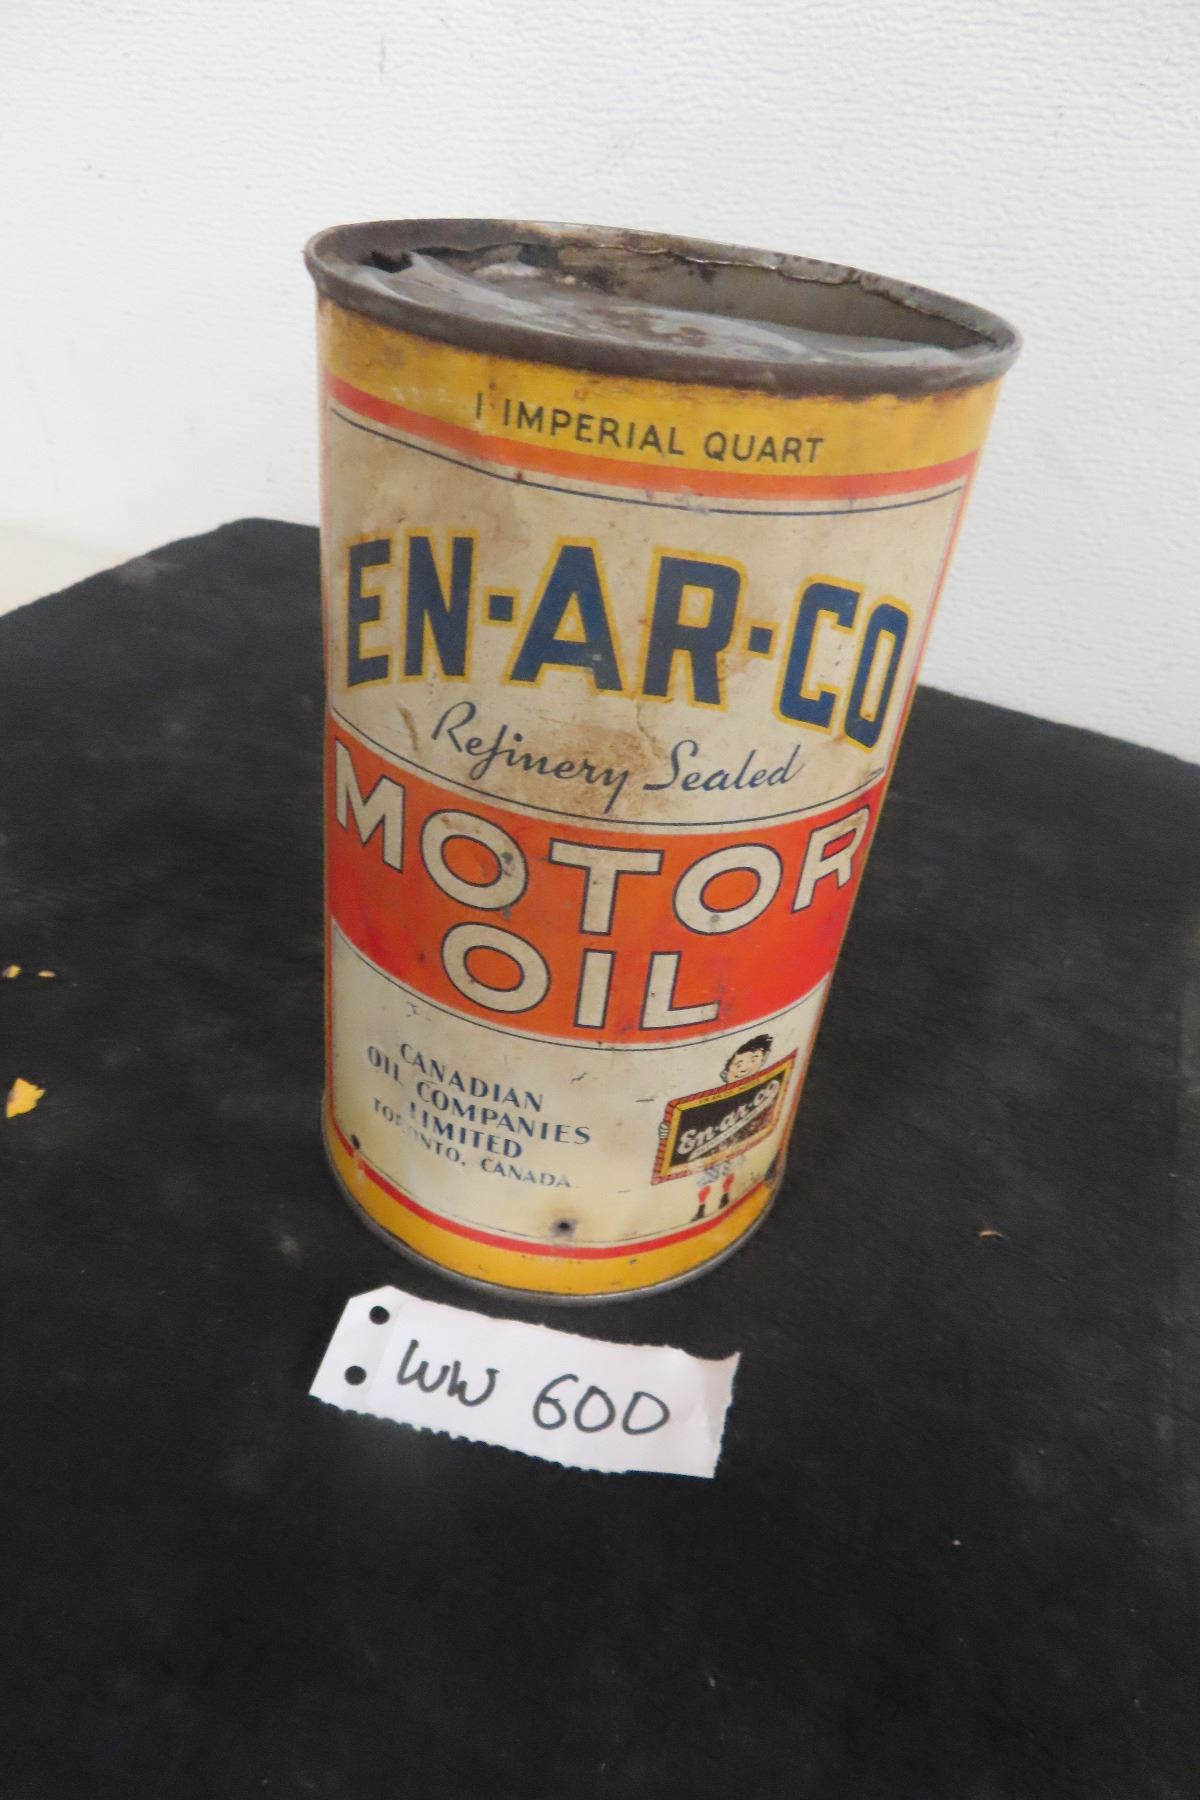 1 IMPERIAL QUART
EN·AR·CO
Refinery Sealed
MOTOR
OIL
CANADIAN
OIL COMPANIES
LIMITED
TORONTO, CANADA
En-ar-co
WW 600